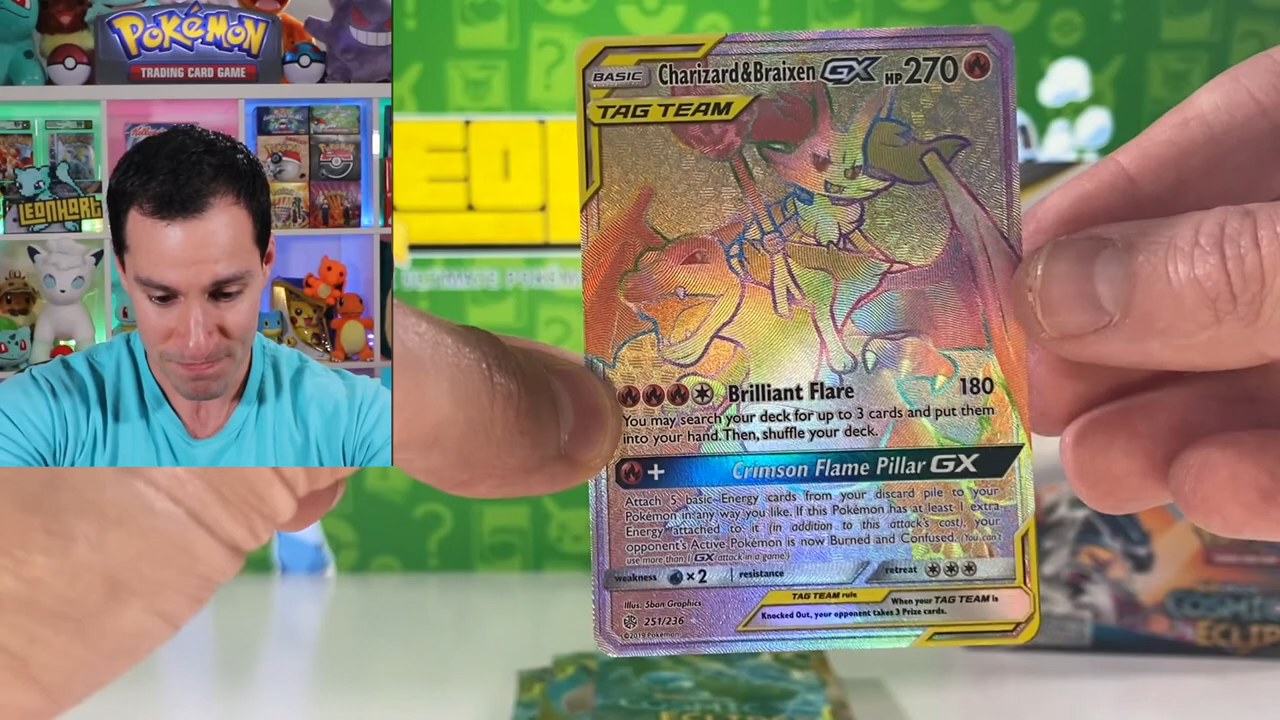 POKÉMON
TRADING CARD GAME
LEONHART
BASIC Charizard&Braixen GX HP 270
TAG TEAM
Brilliant Flare 180
You may search your deck for up to 3 cards and put them
into your hand. Then, shuffle your deck.
+ Crimson Flame Pillar GX
Attach 5 basic Energy cards from your discard pile to your
Pokémon in any way you like. If this Pokémon has at least 1 extra
Energy attached to it (in addition to this attack's cost), your
opponent's Active Pokémon is now Burned and Confused. (You can't
use more than 1 GX attack in a game.)
weakness ×2 resistance retreat
TAG TEAM rule
When your TAG TEAM is
Knocked Out, your opponent takes 3 Prize cards.
Illus. 5ban Graphics
251/236
©2019 Pokémon
COSMIC
ECLIPSE
ECLIPSE